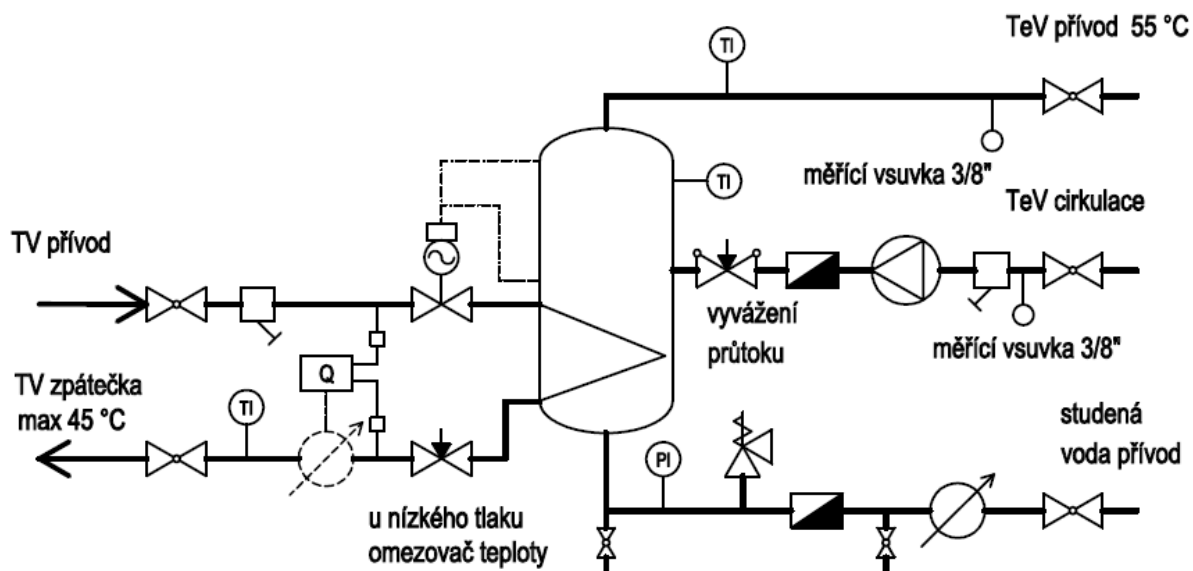 TeV přívod 55 °C
TI
měřící vsuvka 3/8"
TI
TeV cirkulace
TV přívod
vyvážení
průtoku
měřící vsuvka 3/8"
Q
TV zpátečka
max 45 °C
TI
studená
voda přívod
PI
u nízkého tlaku
omezovač teploty